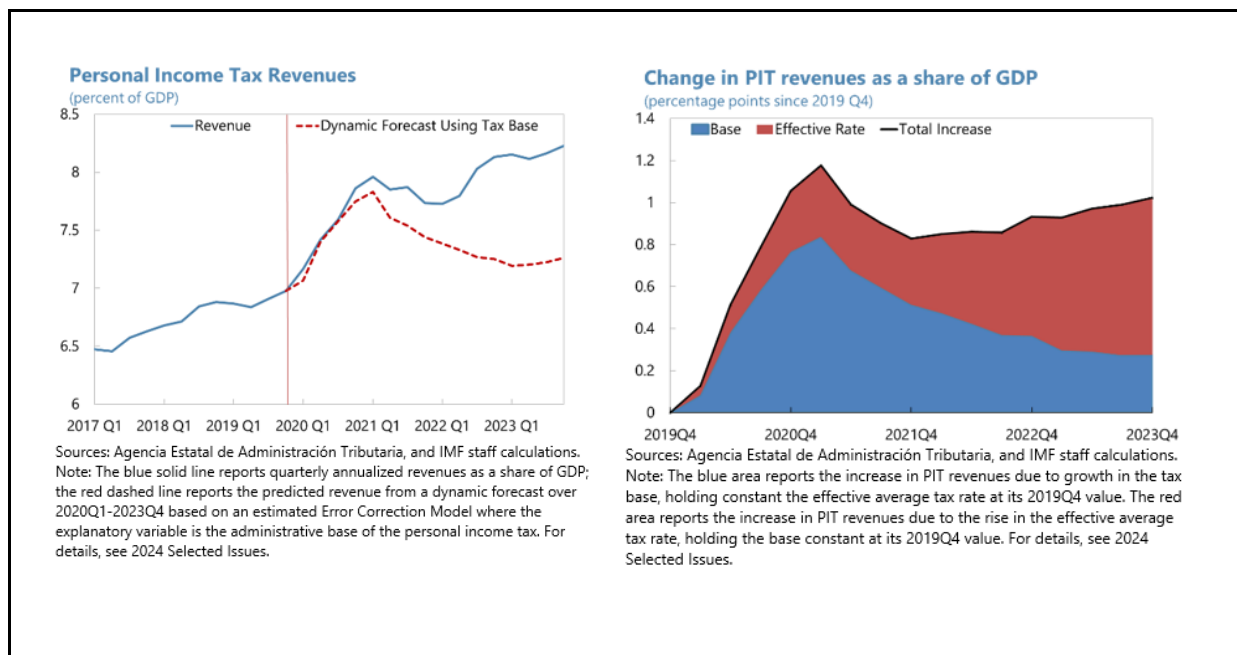 Personal Income Tax Revenues
(percent of GDP)
8.5
Revenue
Dynamic Forecast Using Tax Base
8
7.5
7
6.5
6
2017 Q1 2018 Q1 2019 Q1 2020 Q1 2021 Q1 2022 Q1 2023 Q1
Sources: Agencia Estatal de Administración Tributaria, and IMF staff calculations.
Note: The blue solid line reports quarterly annualized revenues as a share of GDP;
the red dashed line reports the predicted revenue from a dynamic forecast over
2020Q1-2023Q4 based on an estimated Error Correction Model where the
explanatory variable is the administrative base of the personal income tax. For
details, see 2024 Selected Issues.
Change in PIT revenues as a share of GDP
(percentage points since 2019 Q4)
1.4
Base
Effective Rate
Total Increase
1.2
1
0.8
0.6
0.4
0.2
0
2019Q4 2020Q4 2021Q4 2022Q4 2023Q4
Sources: Agencia Estatal de Administración Tributaria, and IMF staff calculations.
Note: The blue area reports the increase in PIT revenues due to growth in the tax
base, holding constant the effective average tax rate at its 2019Q4 value. The red
area reports the increase in PIT revenues due to the rise in the effective average
tax rate, holding the base constant at its 2019Q4 value. For details, see 2024
Selected Issues.